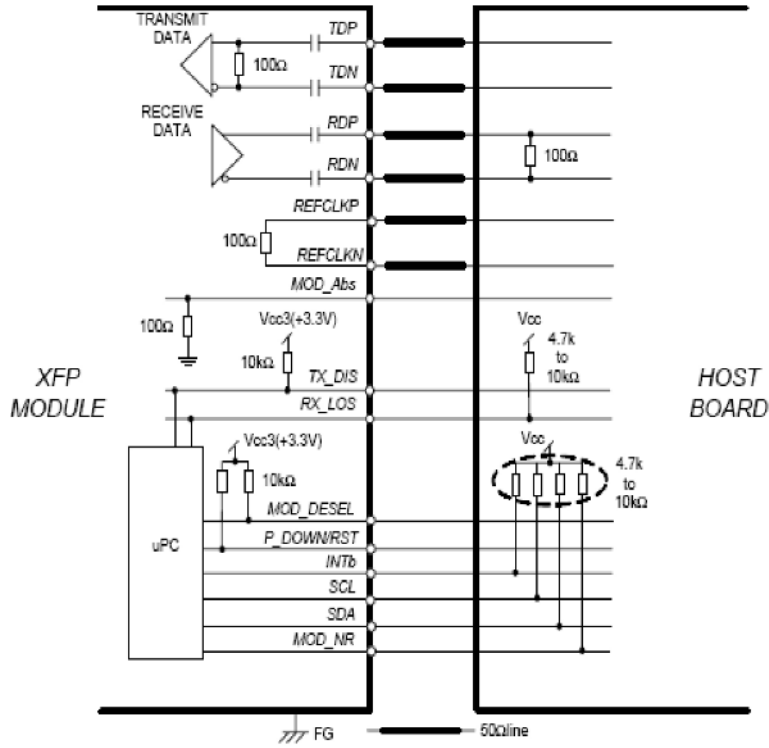 TRANSMIT
DATA
TDP
100Ω
TDN
RECEIVE
DATA
RDP
RDN
100Ω
REFCLKP
100Ω
REFCLKN
MOD_Abs
100Ω
Vcc3(+3.3V)
10kΩ
TX_DIS
RX_LOS
Vcc
4.7k
to
10kΩ
XFP
MODULE
HOST
BOARD
Vcc3(+3.3V)
10kΩ
MOD_DESEL
P_DOWN/RST
uPC
INTb
SCL
SDA
MOD_NR
Vcc
4.7k
to
10kΩ
FG
50Ωline